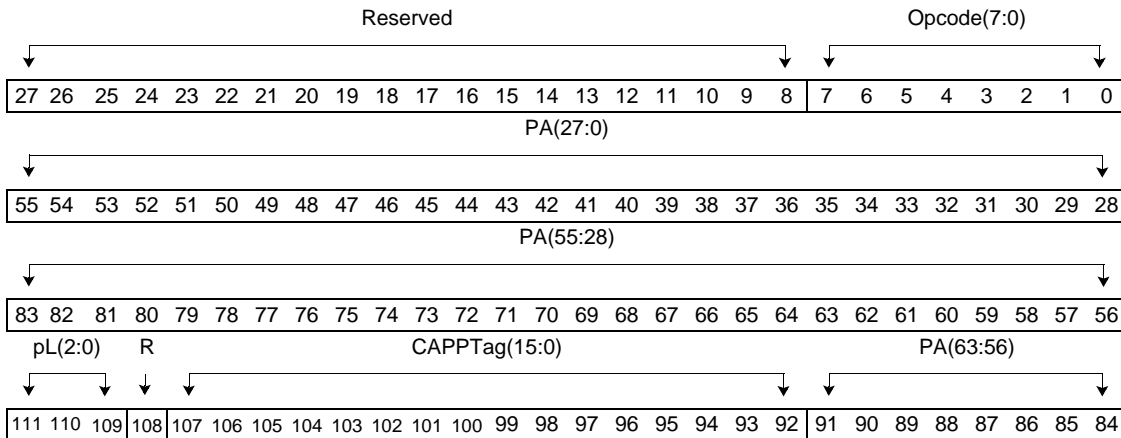 Reserved Opcode(7:0)
27 26 25 24 23 22 21 20 19 18 17 16 15 14 13 12 11 10 9 8 7 6 5 4 3 2 1 0
PA(27:0)
55 54 53 52 51 50 49 48 47 46 45 44 43 42 41 40 39 38 37 36 35 34 33 32 31 30 29 28
PA(55:28)
83 82 81 80 79 78 77 76 75 74 73 72 71 70 69 68 67 66 65 64 63 62 61 60 59 58 57 56
pL(2:0) R CAPPTag(15:0) PA(63:56)
111 110 109 108 107 106 105 104 103 102 101 100 99 98 97 96 95 94 93 92 91 90 89 88 87 86 85 84